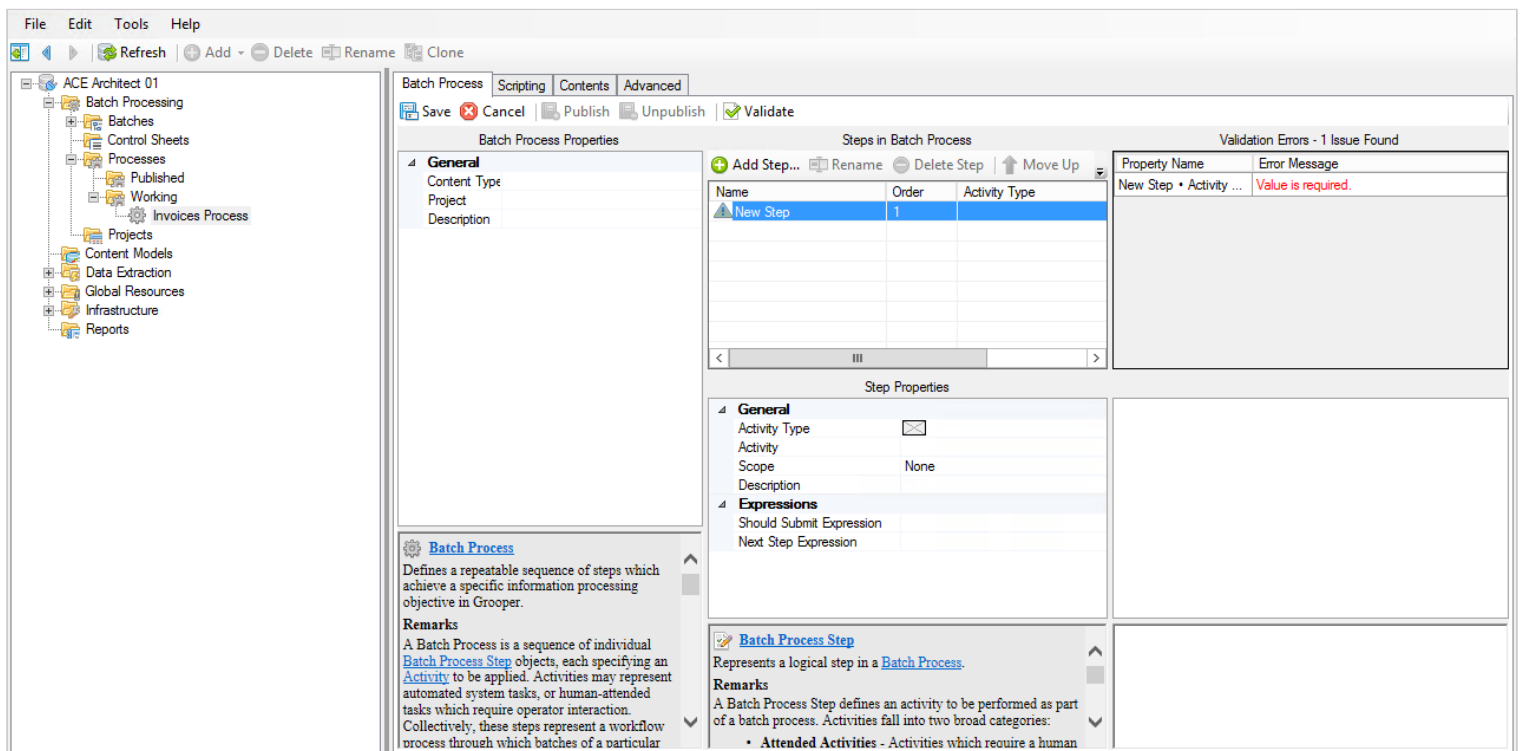 File Edit Tools Help
Refresh Add Delete Rename Clone
ACE Architect 01
Batch Processing
Batches
Control Sheets
Processes
Published
Working
Invoices Process
Projects
Content Models
Data Extraction
Global Resources
Infrastructure
Reports
Batch Process Scripting Contents Advanced
Save Cancel Publish Unpublish Validate
Batch Process Properties
General
Content Type
Project
Description
Batch Process
Defines a repeatable sequence of steps which
achieve a specific information processing
objective in Grooper.
Remarks
A Batch Process is a sequence of individual
Batch Process Step objects, each specifying an
Activity to be applied. Activities may represent
automated system tasks, or human-attended
tasks which require operator interaction.
Collectively, these steps represent a workflow
process through which batches of a particular
Steps in Batch Process
Add Step... Rename Delete Step Move Up
Name Order Activity Type
New Step 1
Step Properties
General
Activity Type
Activity
Scope None
Description
Expressions
Should Submit Expression
Next Step Expression
Batch Process Step
Represents a logical step in a Batch Process.
Remarks
A Batch Process Step defines an activity to be performed as part
of a batch process. Activities fall into two broad categories:
• Attended Activities - Activities which require a human
Validation Errors - 1 Issue Found
Property Name Error Message
New Step • Activity ... Value is required.